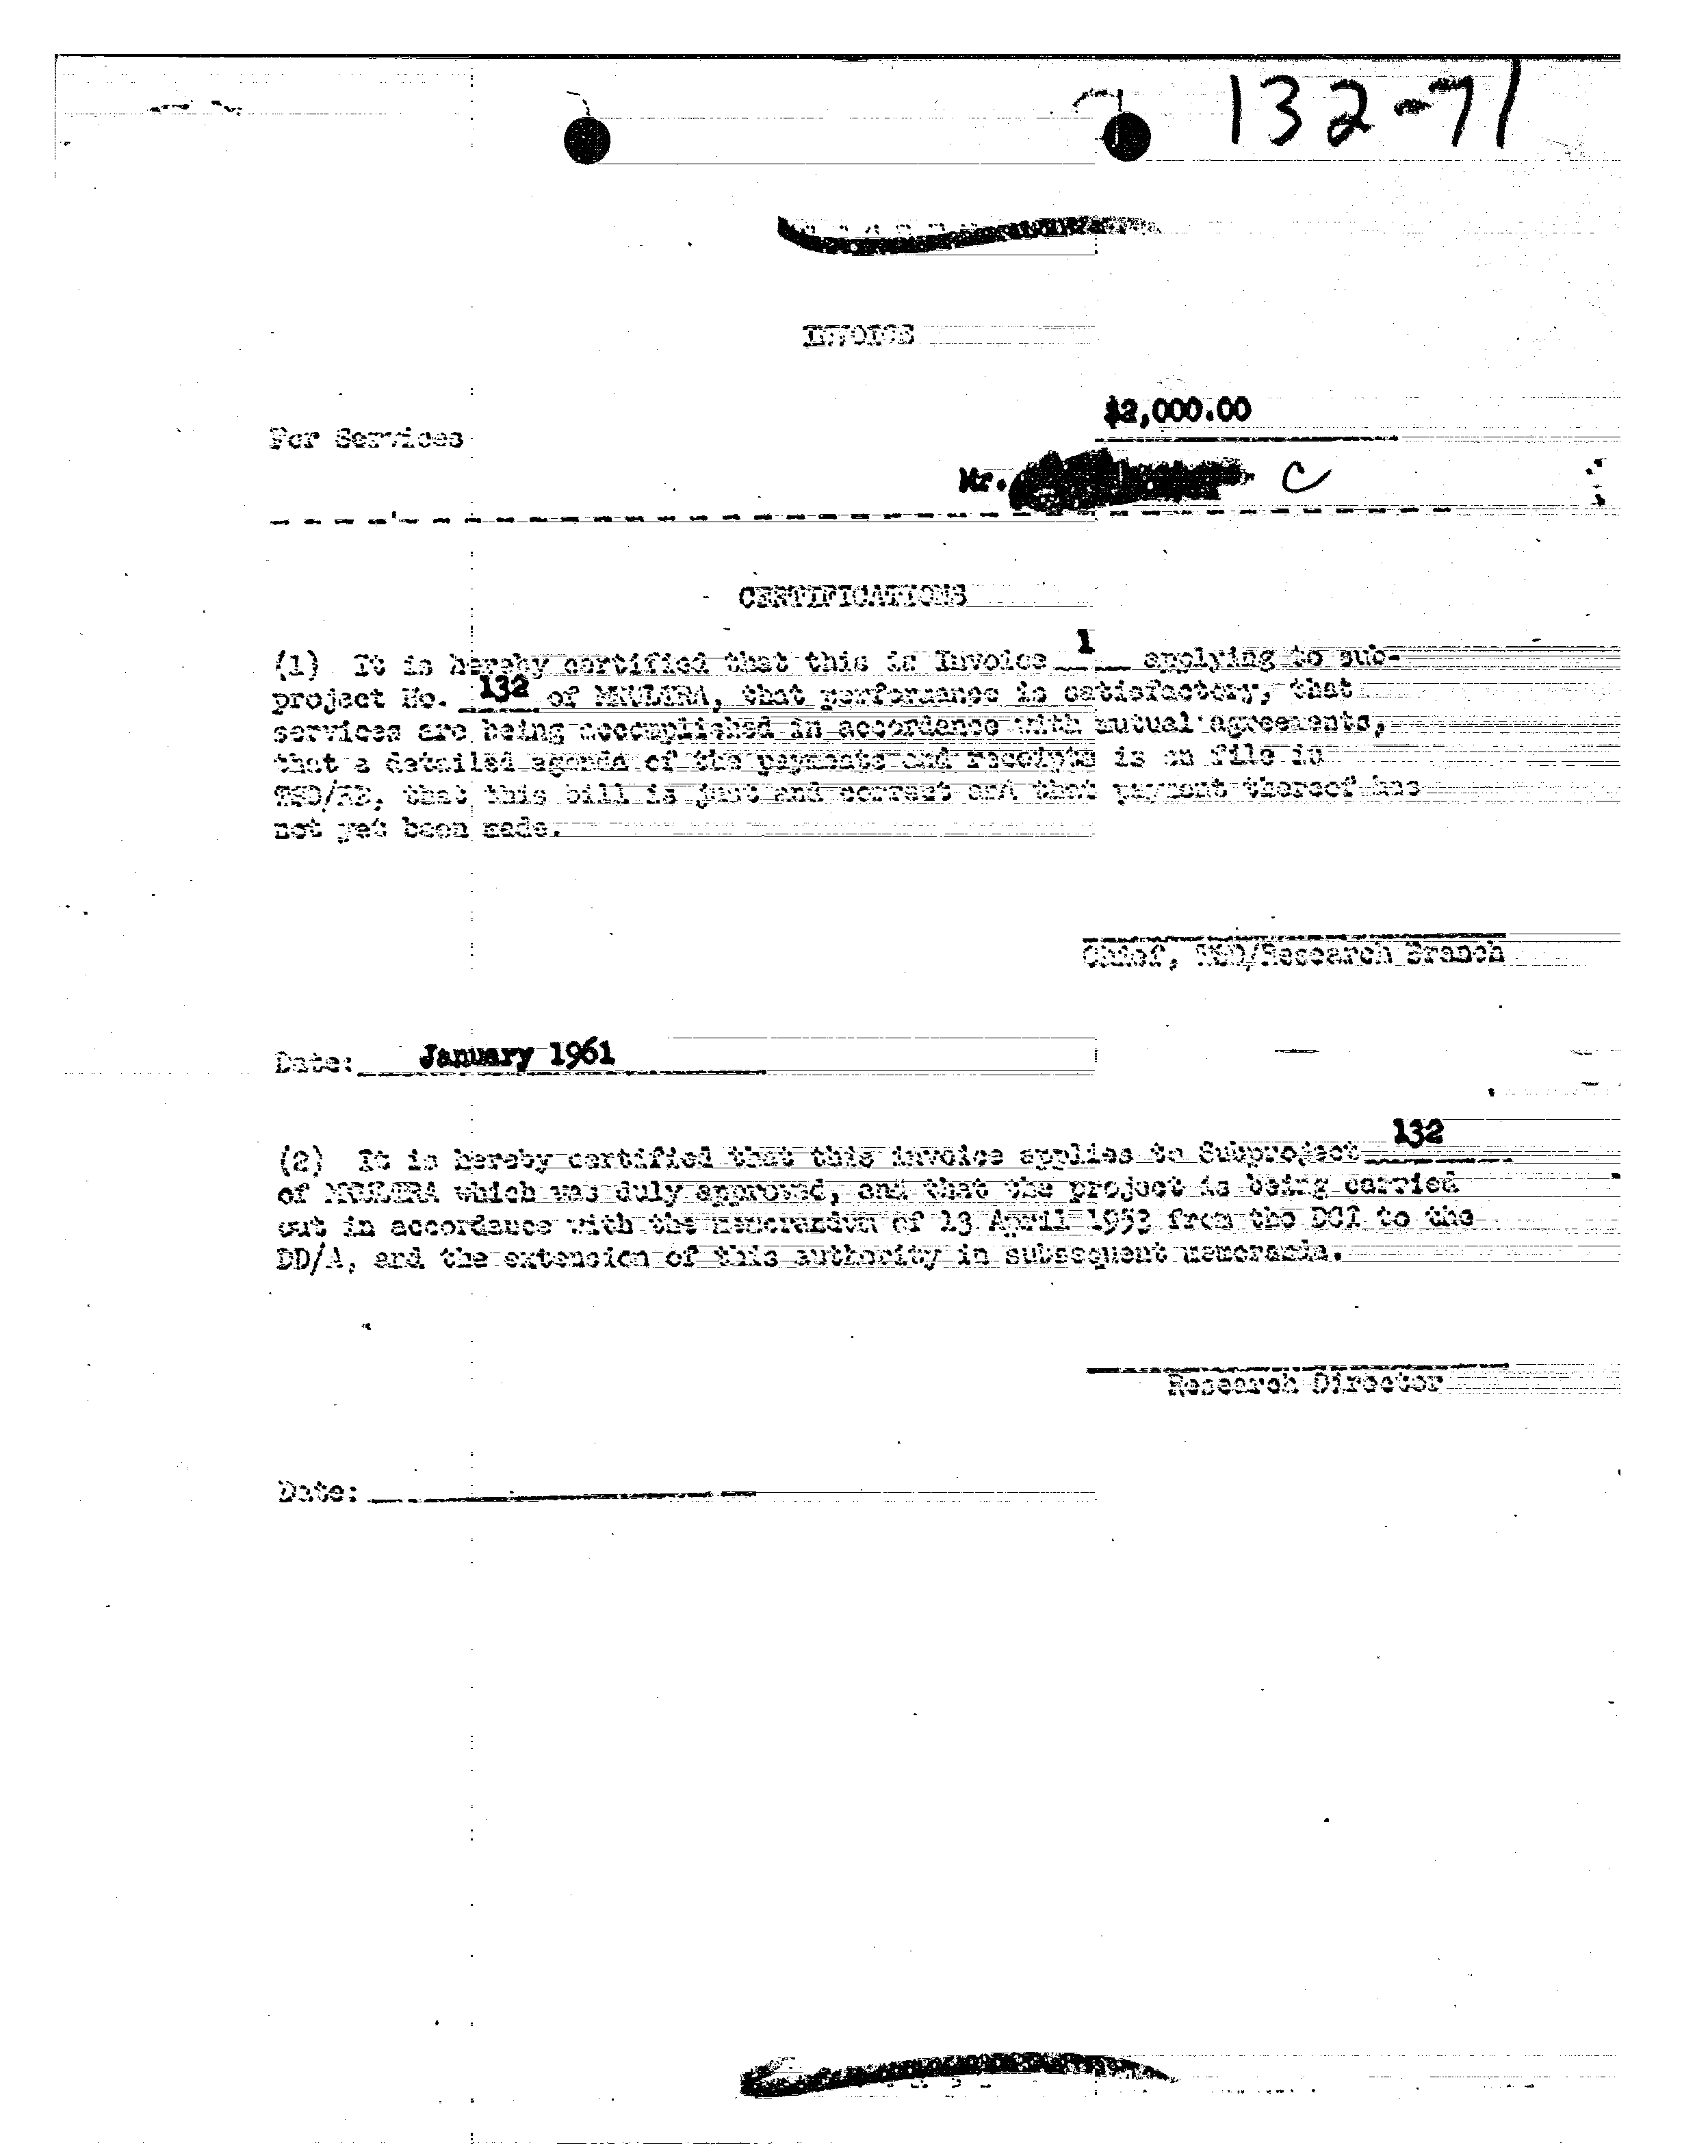 132-71
INVOICE
$2,000.00
For Services
Mr. C
CERTIFICATIONS
1
(1) It is hereby certified that this is Invoice applying to sub-
project No. 132 of MKULTRA, that performance is satisfactory, that
services are being accomplished in accordance with mutual agreements,
that a detailed agenda of the payments and receipts is on file in
TSD/RB, that this bill is just and correct and that payment thereof has
not yet been made.
Chief, TSD/Research Branch
Date: January 1961
132
(2) It is hereby certified that this invoice applies to Subproject
of MKULTRA which was duly approved, and that the project is being carried
out in accordance with the memorandum of 13 April 1953 from the DCI to the
DD/A, and the extension of this authority in subsequent memoranda.
Research Director
Date: